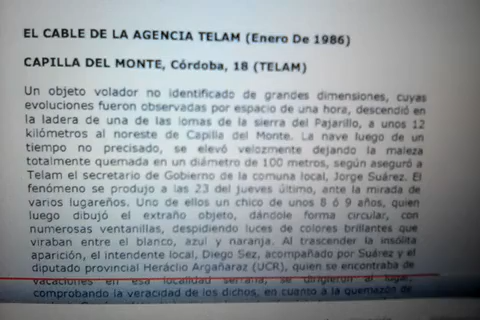 EL CABLE DE LA AGENCIA TELAM (Enero De 1986)
CAPILLA DEL MONTE, Córdoba, 18 (TELAM)
Un objeto volador no identificado de grandes dimensiones, cuyas
evoluciones fueron observadas por espacio de una hora, descendió en
la ladera de una de las lomas de la sierra del Pajarillo, a unos 12
kilómetros al noreste de Capilla del Monte. La nave luego de un
tiempo no precisado, se elevó velozmente dejando la maleza
totalmente quemada en un diámetro de 100 metros, según aseguró a
Telam el secretario de Gobierno de la comuna local, Jorge Suárez. El
fenómeno se produjo a las 23 del jueves último, ante la mirada de
varios lugareños. Uno de ellos un chico de unos 8 ó 9 años, quien
luego dibujó el extraño objeto, dándole forma circular, con
numerosas ventanillas, despidiendo luces de colores brillantes que
viraban entre el blanco, azul y naranja. Al trascender la insólita
aparición, el intendente local, Diego Sez, acompañado por Suárez y el
diputado provincial Heráclio Argañaraz (UCR), quien se encontraba de
vacaciones en esa localidad serrana, se dirigieron al lugar,
comprobando la veracidad de los dichos, en cuanto a la quemazón de